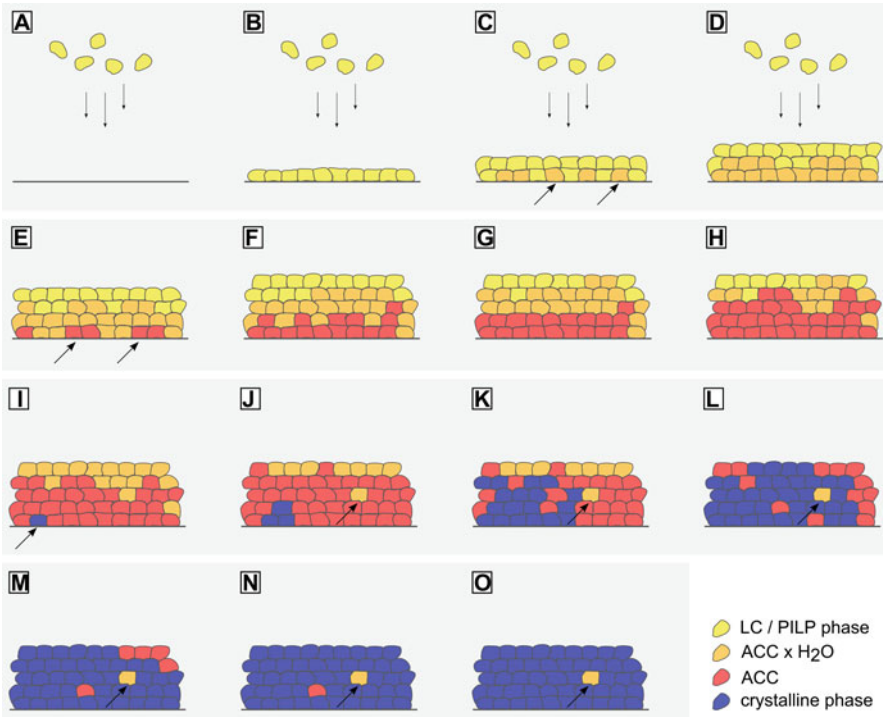 A
B
C
D
E
F
G
H
I
J
K
L
M
N
O
LC / PILP phase
ACC x H₂O
ACC
crystalline phase